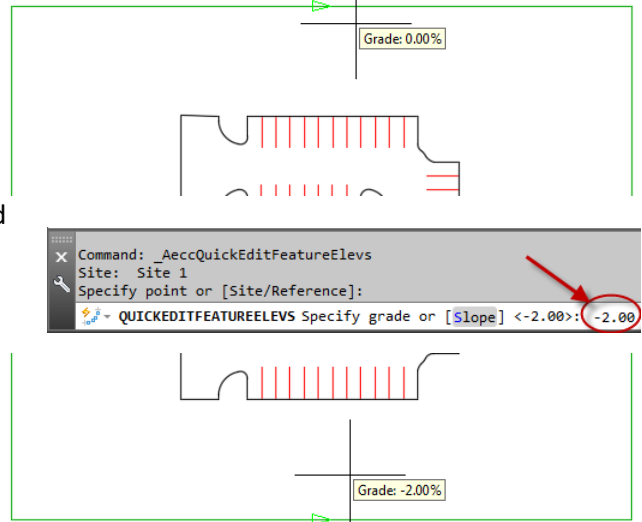 Grade: 0.00%
d
Command: _AeccQuickEditFeatureElevs
Site:  Site 1
Specify point or [Site/Reference]:
QUICKEDITFEATUREELEVS Specify grade or [Slope] <-2.00>: -2.00
Grade: -2.00%